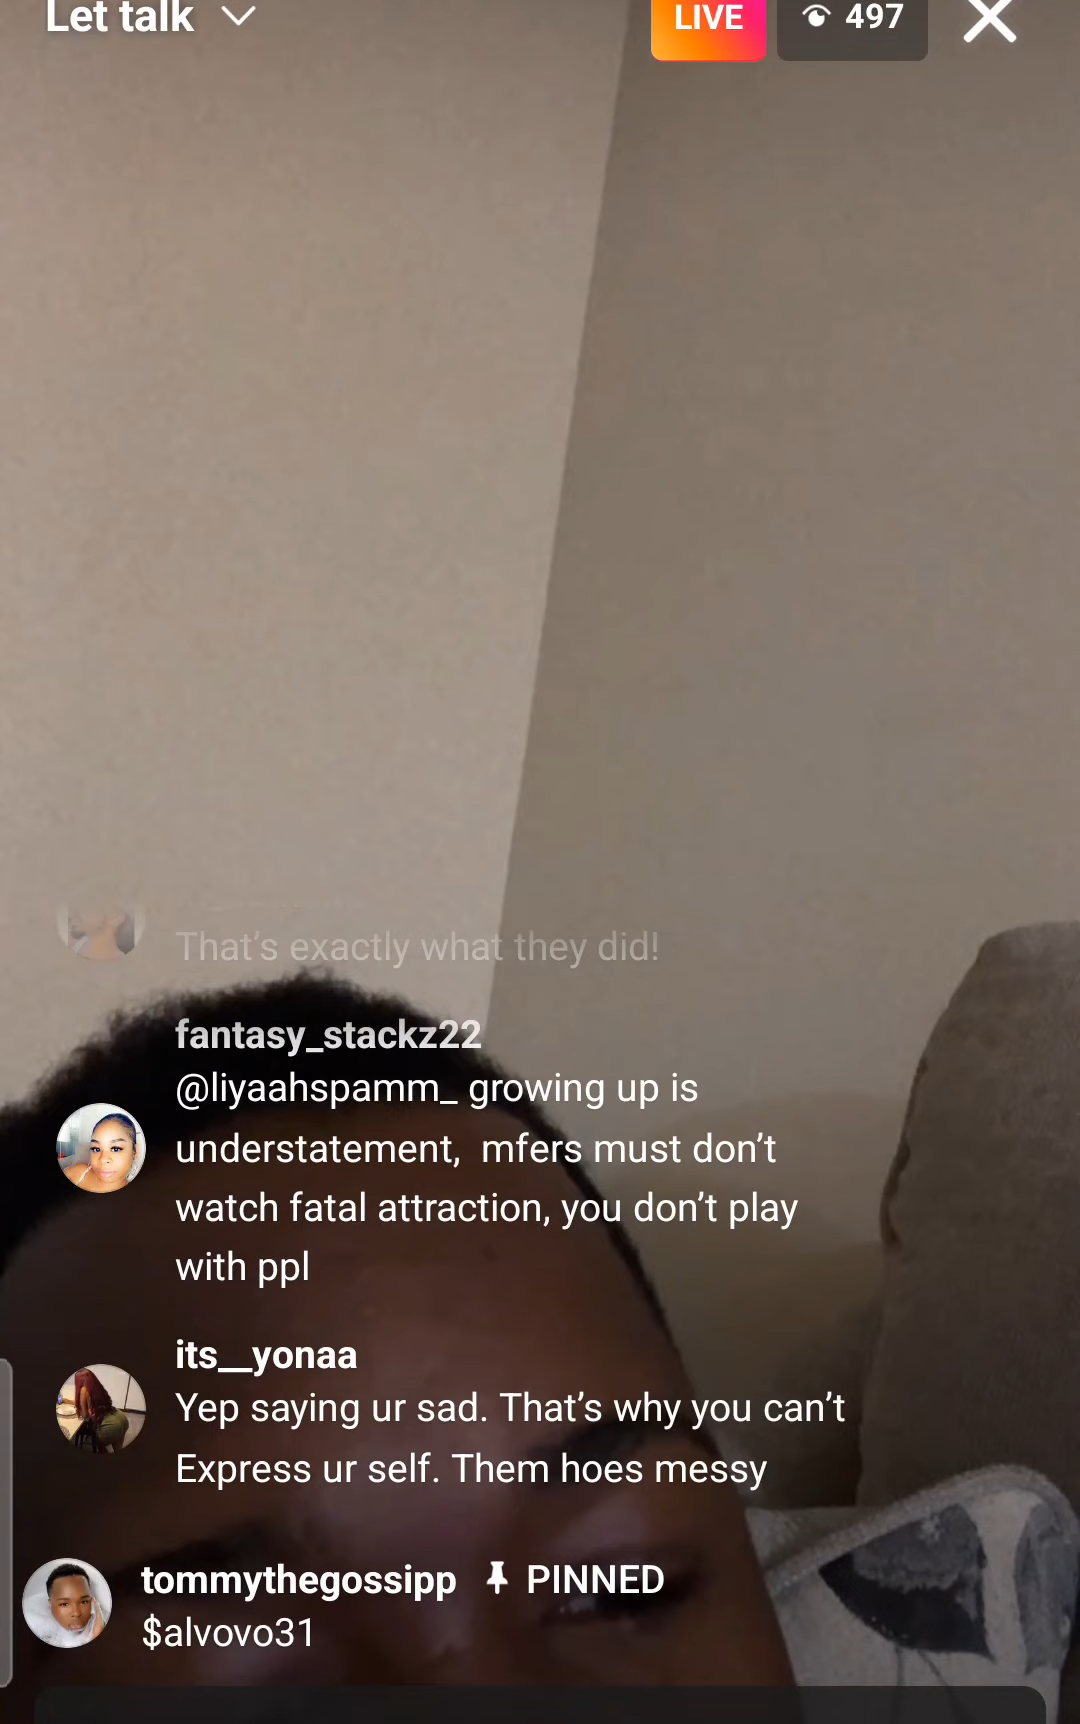 Let talk
LIVE
497
That's exactly what they did!
fantasy_stackz22
@liyaahspamm_ growing up is
understatement,  mfers must don't
watch fatal attraction, you don't play
with ppl
its__yonaa
Yep saying ur sad. That's why you can't
Express ur self. Them hoes messy
tommythegossipp PINNED
$alvovo31